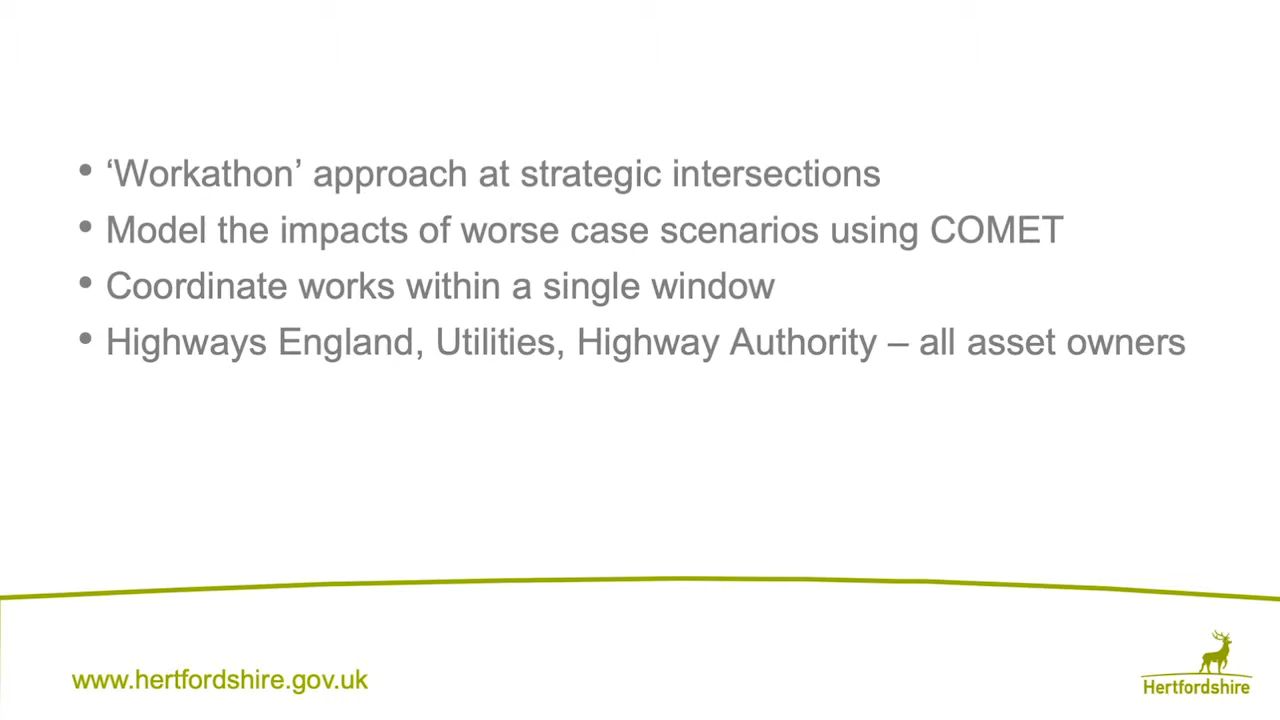 • ‘Workathon’ approach at strategic intersections
• Model the impacts of worse case scenarios using COMET
• Coordinate works within a single window
• Highways England, Utilities, Highway Authority – all asset owners
www.hertfordshire.gov.uk
Hertfordshire